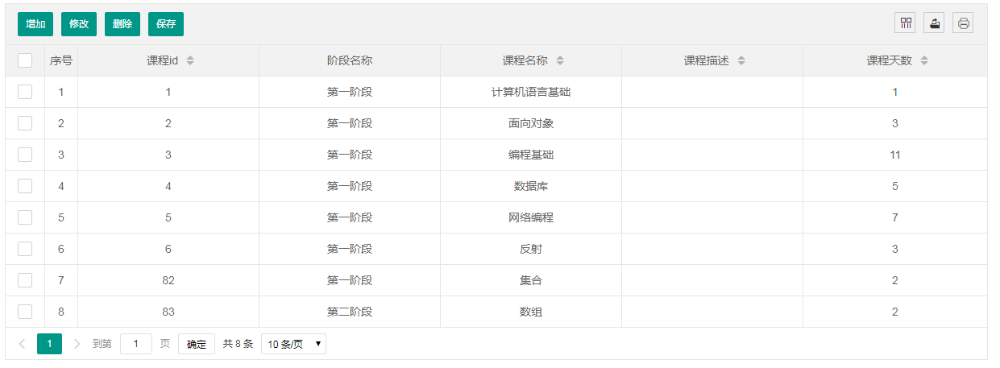 增加 修改 删除 保存
序号 课程id 阶段名称 课程名称 课程描述 课程天数
1 1 第一阶段 计算机语言基础 1
2 2 第一阶段 面向对象 3
3 3 第一阶段 编程基础 11
4 4 第一阶段 数据库 5
5 5 第一阶段 网络编程 7
6 6 第一阶段 反射 3
7 82 第一阶段 集合 2
8 83 第二阶段 数组 2
1 到第 1 页 确定 共 8 条 10 条/页